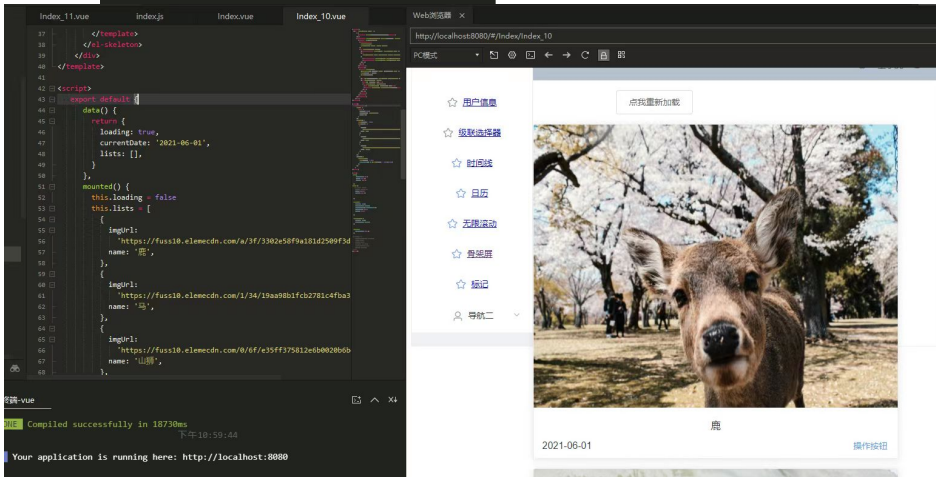 Index_11.vue index.js Index.vue Index_10.vue
37 </template>
38 </el-skeleton>
39 </div>
40 </template>
41
42 <script>
43 export default {
44 data() {
45 return {
46 loading: true,
47 currentDate: '2021-06-01',
48 lists: [],
49 }
50 },
51 mounted() {
52 this.loading = false
53 this.lists = [
54 {
55 imgUrl:
56 'https://fuss10.elemecdn.com/a/3f/3302e58f9a181d2509f3d
57 name: '鹿',
58 },
59 {
60 imgUrl:
61 'https://fuss10.elemecdn.com/1/34/19aa98b1fcb2781c4fba3
62 name: '马',
63 },
64 {
65 imgUrl:
66 'https://fuss10.elemecdn.com/0/6f/e35ff375812e6b0020b6b
67 name: '山狮',
68 },
终端-vue
DONE Compiled successfully in 18730ms
下午10:59:44
Your application is running here: http://localhost:8080
Web浏览器
http://localhost:8080/#/Index/Index_10
PC模式
用户信息
级联选择器
时间线
日历
无限滚动
骨架屏
标记
导航二
点我重新加载
鹿
2021-06-01 操作按钮